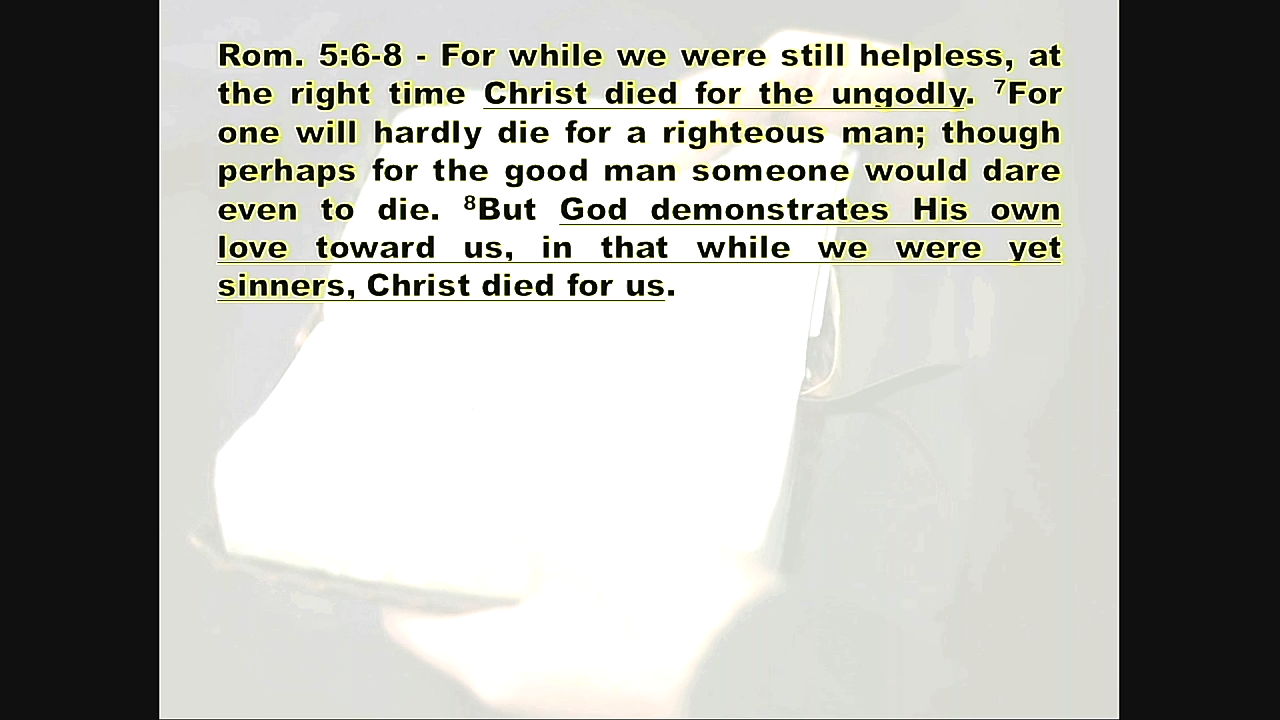 Rom. 5:6-8 - For while we were still helpless, at
the right time Christ died for the ungodly. ⁷For
one will hardly die for a righteous man; though
perhaps for the good man someone would dare
even to die. ⁸But God demonstrates His own
love toward us, in that while we were yet
sinners, Christ died for us.